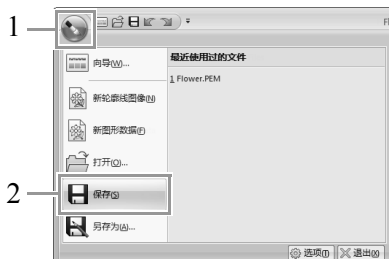 1
Fl
向导(W)...
最近使用过的文件
1 Flower.PEM
新轮廓线图像(N)
新图形数据(F)
打开(O)...
2
保存(S)
另存为(A)...
选项(I)
退出(X)